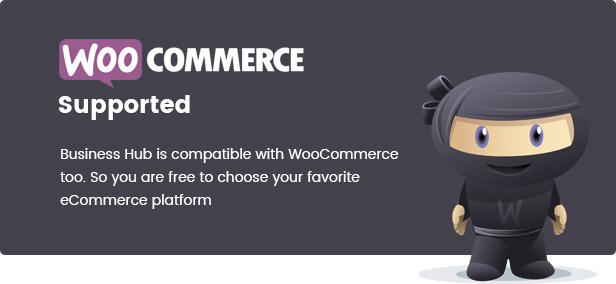 WOO COMMERCE
Supported
Business Hub is compatible with WooCommerce
too. So you are free to choose your favorite
eCommerce platform
W